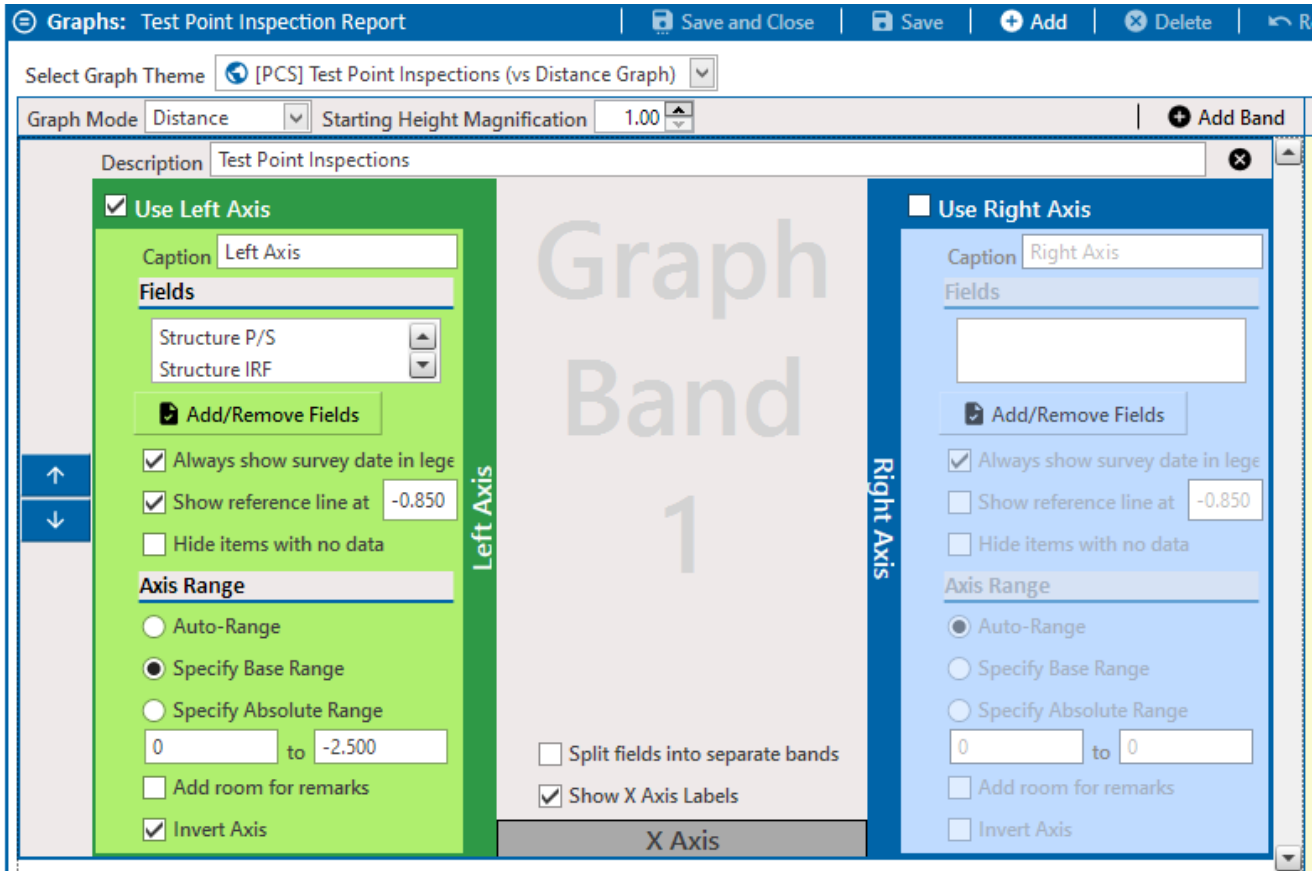 Graphs: Test Point Inspection Report Save and Close Save Add Delete
Select Graph Theme [PCS] Test Point Inspections (vs Distance Graph)
Graph Mode Distance Starting Height Magnification 1.00 Add Band
Description Test Point Inspections
Use Left Axis
Caption Left Axis
Fields
Structure P/S
Structure IRF
Add/Remove Fields
Always show survey date in lege
Show reference line at -0.850
Hide items with no data
Axis Range
Auto-Range
Specify Base Range
Specify Absolute Range
0 to -2.500
Add room for remarks
Invert Axis
Left Axis
Graph
Band
1
Split fields into separate bands
Show X Axis Labels
X Axis
Right Axis
Use Right Axis
Caption Right Axis
Fields
Add/Remove Fields
Always show survey date in lege
Show reference line at -0.850
Hide items with no data
Axis Range
Auto-Range
Specify Base Range
Specify Absolute Range
0 to 0
Add room for remarks
Invert Axis